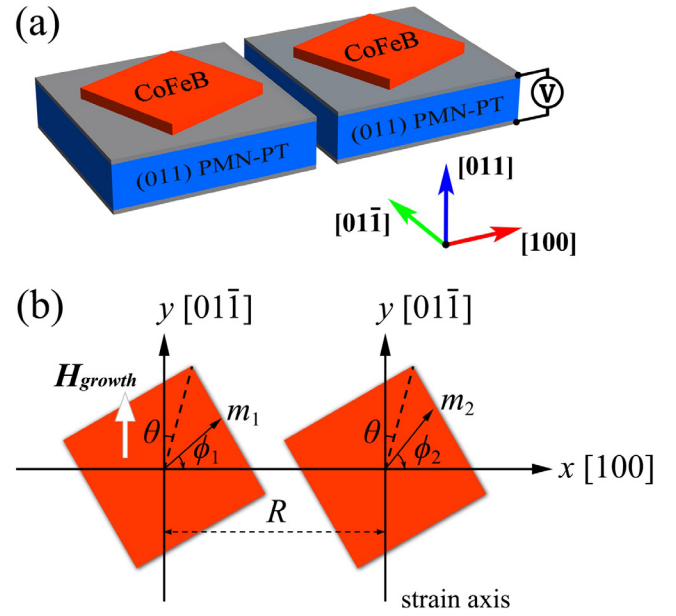 (a)
CoFeB
CoFeB
(011) PMN-PT
(011) PMN-PT
V
[011]
[011̄]
[100]
(b)
y [011̄]
y [011̄]
Hgrowth
θ
m1
ϕ1
θ
m2
ϕ2
x [100]
R
strain axis